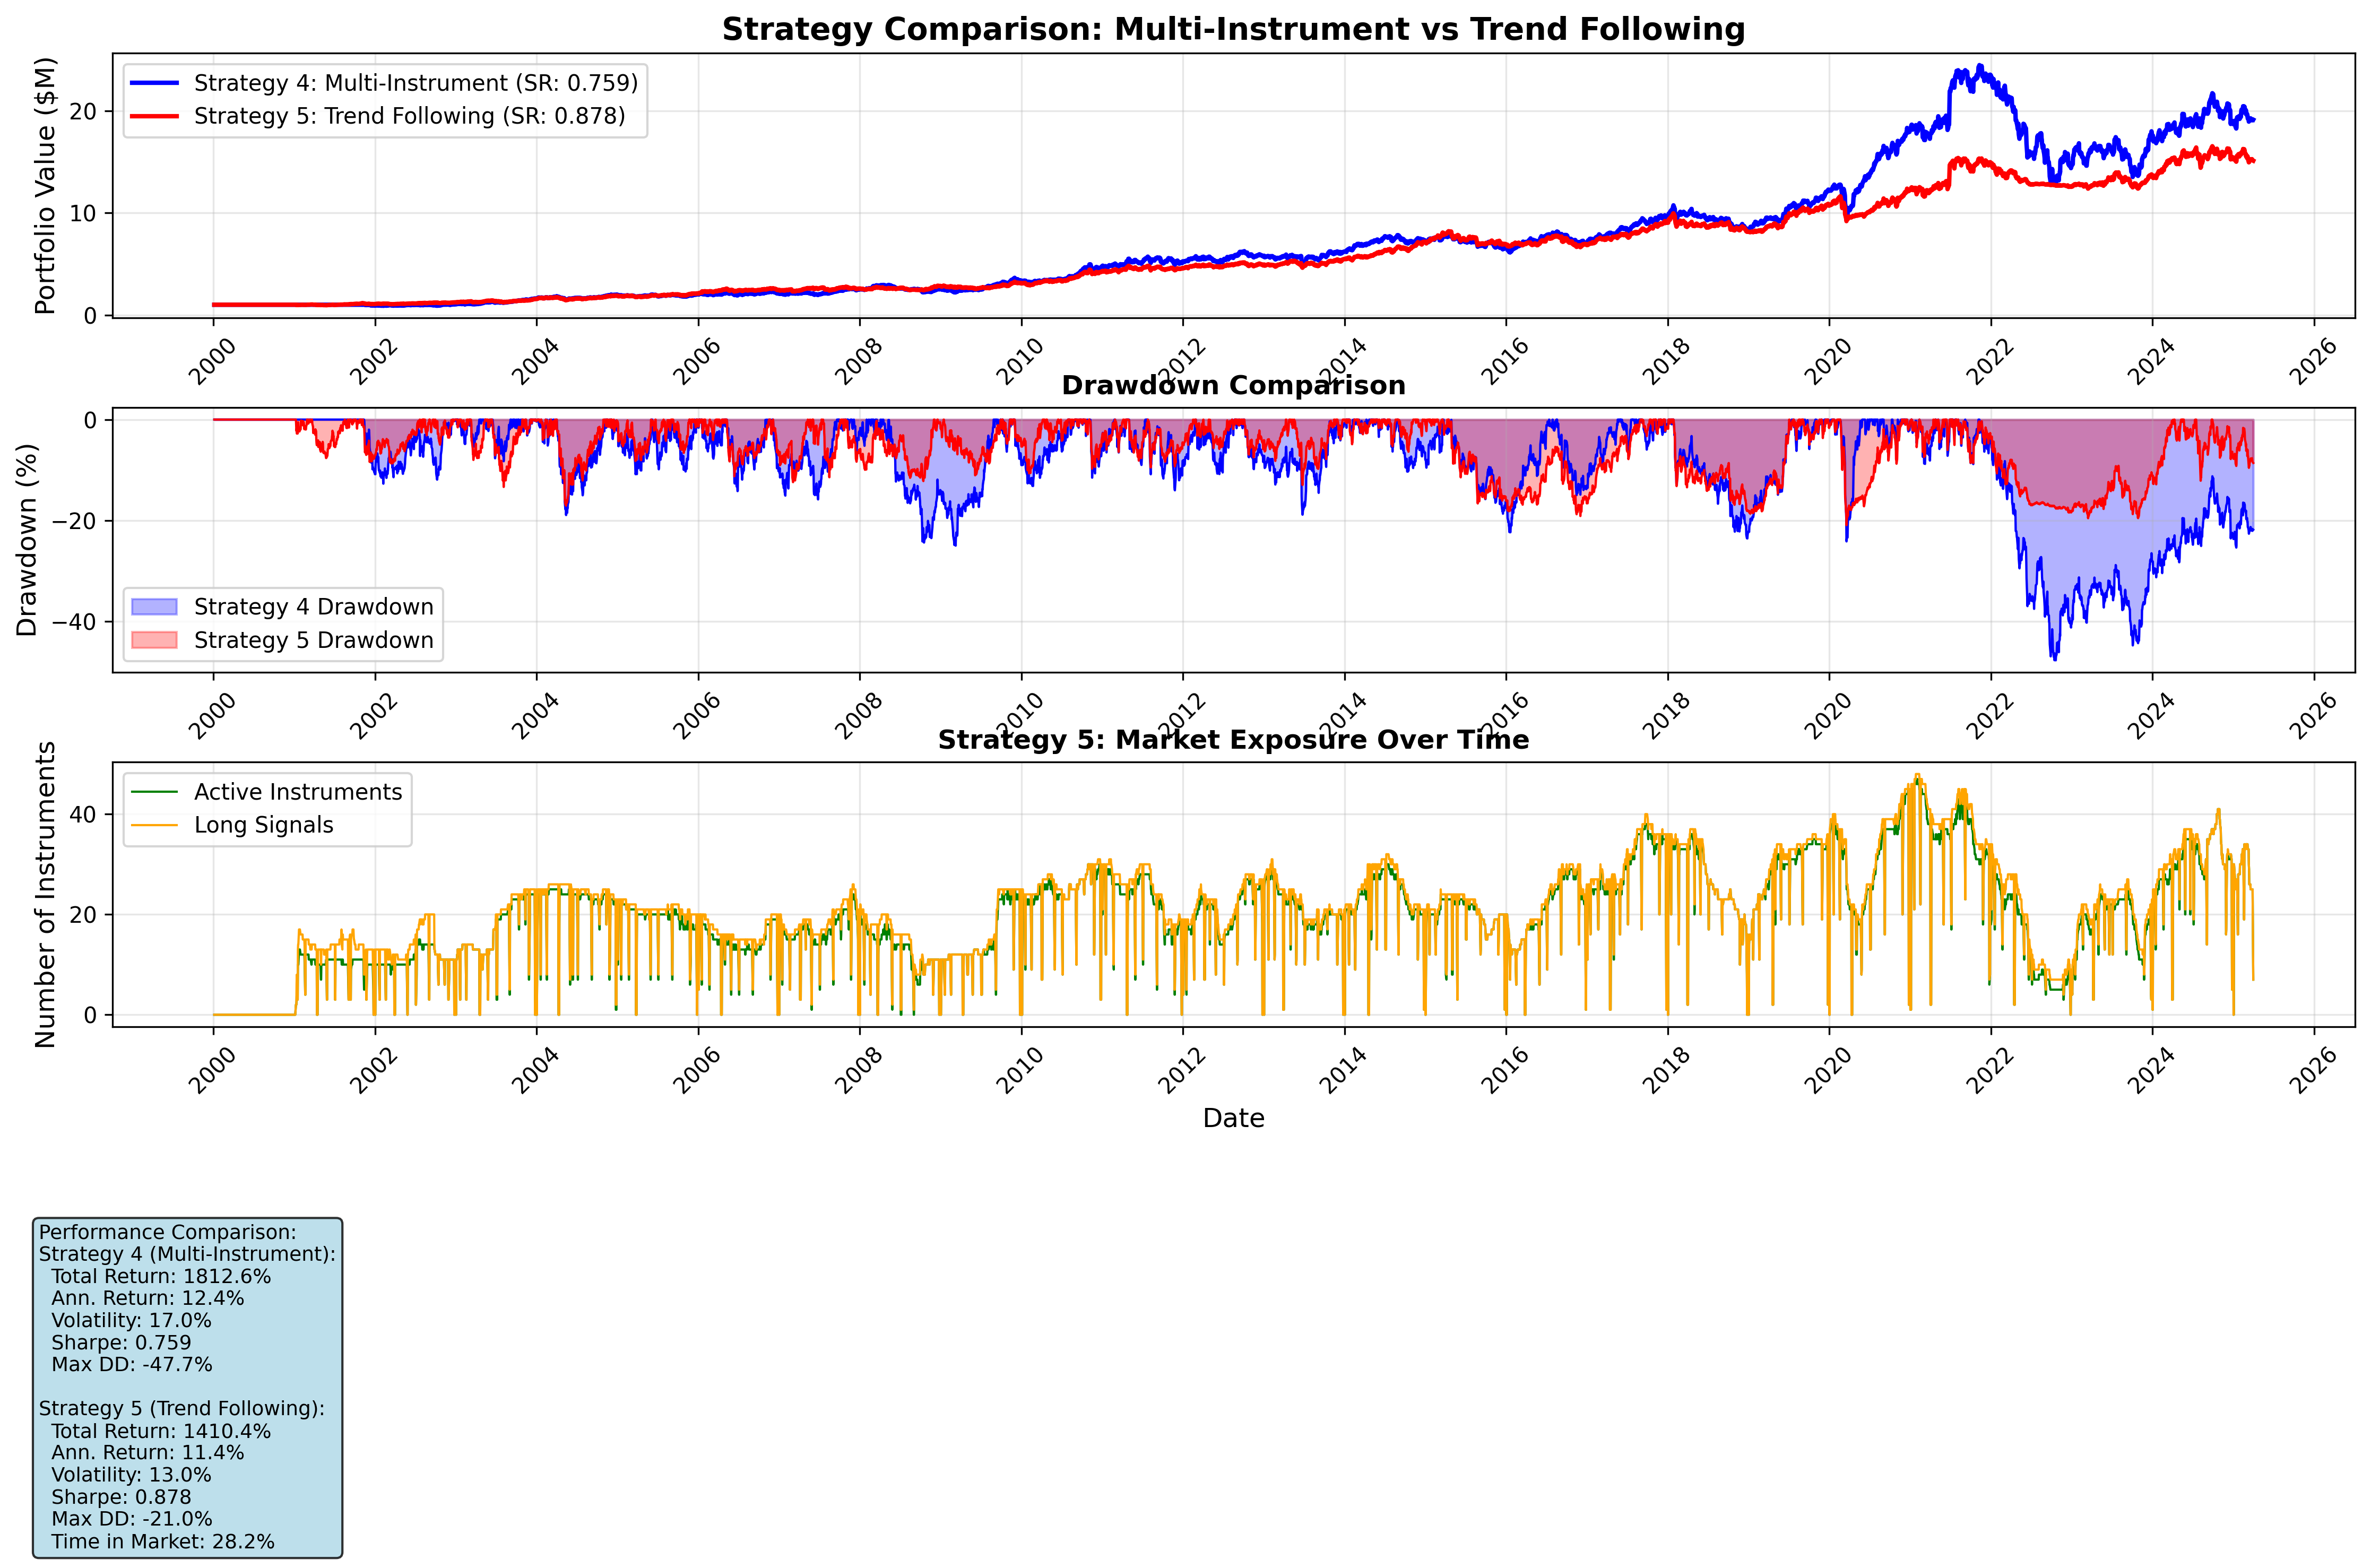 Strategy Comparison: Multi-Instrument vs Trend Following
Portfolio Value ($M)
20
10
0
Strategy 4: Multi-Instrument (SR: 0.759)
Strategy 5: Trend Following (SR: 0.878)
2000 2002 2004 2006 2008 2010 2012 2014 2016 2018 2020 2022 2024 2026
Drawdown Comparison
Drawdown (%)
0
−20
−40
Strategy 4 Drawdown
Strategy 5 Drawdown
2000 2002 2004 2006 2008 2010 2012 2014 2016 2018 2020 2022 2024 2026
Strategy 5: Market Exposure Over Time
Number of Instruments
40
20
0
Active Instruments
Long Signals
2000 2002 2004 2006 2008 2010 2012 2014 2016 2018 2020 2022 2024 2026
Date
Performance Comparison:
Strategy 4 (Multi-Instrument):
Total Return: 1812.6%
Ann. Return: 12.4%
Volatility: 17.0%
Sharpe: 0.759
Max DD: -47.7%
Strategy 5 (Trend Following):
Total Return: 1410.4%
Ann. Return: 11.4%
Volatility: 13.0%
Sharpe: 0.878
Max DD: -21.0%
Time in Market: 28.2%